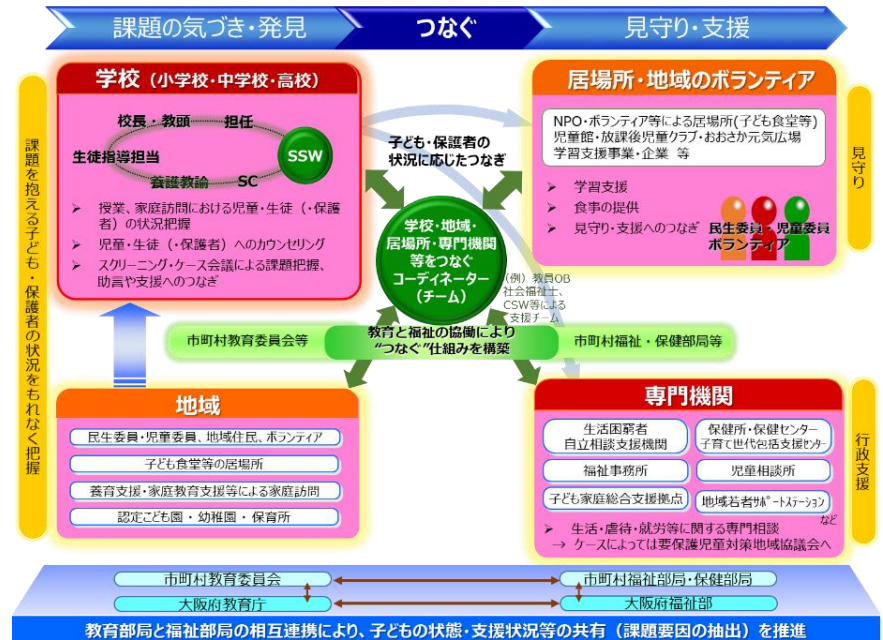 課題の気づき・発見
つなぐ
見守り・支援
課題を抱える子ども・保護者の状況をもれなく把握
学校（小学校・中学校・高校）
校長・教頭
担任
生徒指導担当
SSW
養護教諭
SC
➢ 授業、家庭訪問における児童・生徒（・保護
者）の状況把握
➢ 児童・生徒（・保護者）へのカウンセリング
➢ スクリーニング・ケース会議による課題把握、
助言や支援へのつなぎ
子ども・保護者の
状況に応じたつなぎ
学校・地域・
居場所・専門機関
等をつなぐ
コーディネーター
（チーム）
（例）教員OB
社会福祉士、
CSW等による
支援チーム
居場所・地域のボランティア
NPO・ボランティア等による居場所(子ども食堂等)
児童館・放課後児童クラブ・おおさか元気広場
学習支援事業・企業 等
➢ 学習支援
➢ 食事の提供
➢ 見守り・支援へのつなぎ
民生委員・児童委員
ボランティア
見守り
市町村教育委員会等
教育と福祉の協働により
“つなぐ”仕組みを構築
市町村福祉・保健部局等
地域
民生委員・児童委員、地域住民、ボランティア
子ども食堂等の居場所
養育支援・家庭教育支援等による家庭訪問
認定こども園・幼稚園・保育所
専門機関
生活困窮者
自立相談支援機関
保健所・保健センター
子育て世代包括支援センター
福祉事務所
児童相談所
子ども家庭総合支援拠点
地域若者サポートステーション
など
➢ 生活・虐待・就労等に関する専門相談
→ ケースによっては要保護児童対策地域協議会へ
行政支援
市町村教育委員会
市町村福祉部局・保健部局
大阪府教育庁
大阪府福祉部
教育部局と福祉部局の相互連携により、子どもの状態・支援状況等の共有（課題要因の抽出）を推進